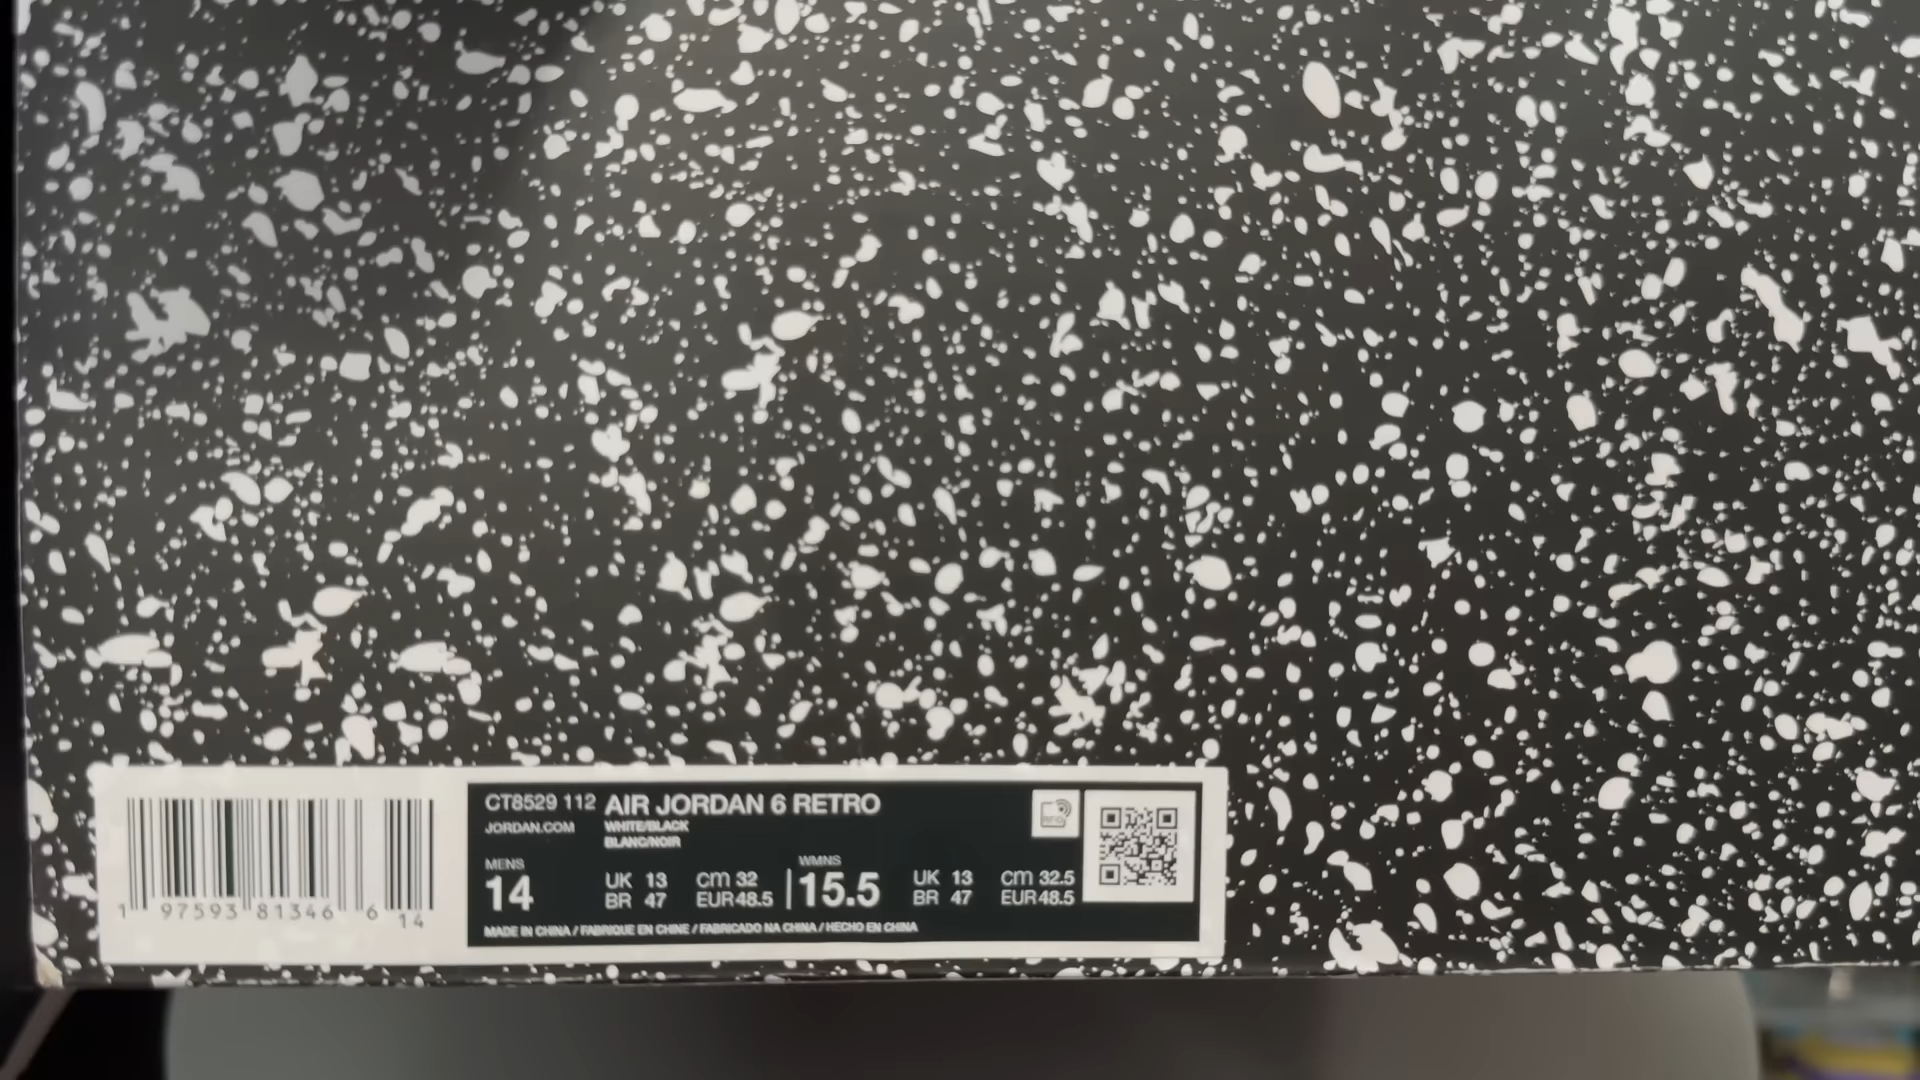 CT8529 112 AIR JORDAN 6 RETRO
JORDAN.COM WHITE/BLACK
BLANC/NOIR
MENS
14
UK 13 CM 32
BR 47 EUR 48.5
WMNS
15.5
UK 13 CM 32.5
BR 47 EUR 48.5
MADE IN CHINA / FABRIQUE EN CHINE / FABRICADO NA CHINA / HECHO EN CHINA
RFID
1 97593 81346 6 14